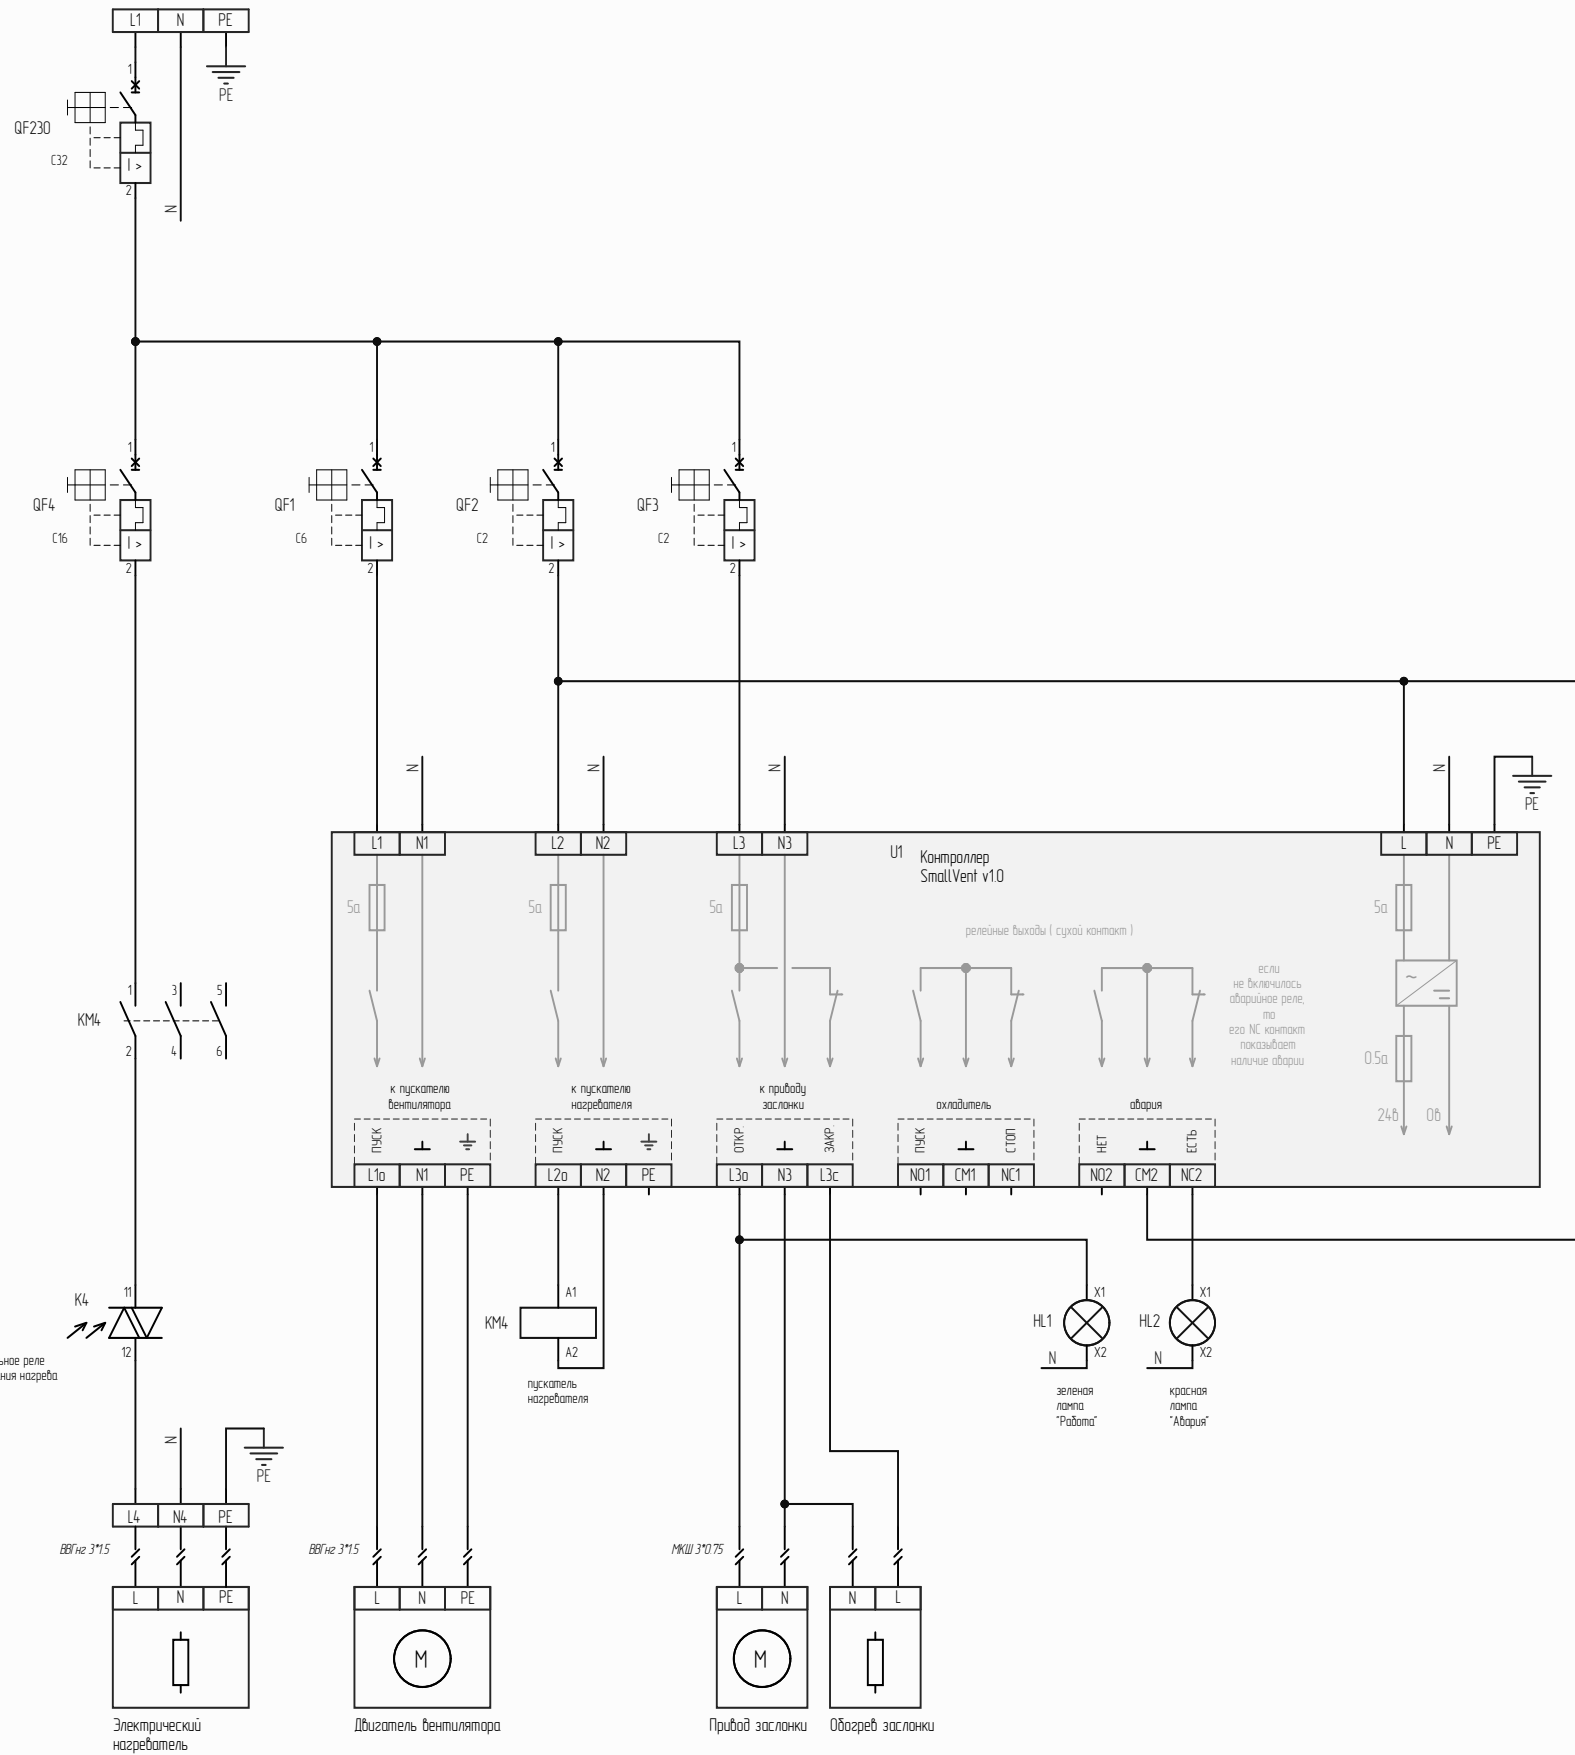 L1 N PE
1
PE
QF230
C32
I >
2
N
1 1 1 1
QF4 QF1 QF2 QF3
C16 C6 C2 C2
I > I > I > I >
2 2 2 2
N N N N
PE
L1 N1 L2 N2 L3 N3 L N PE
U1 Контроллер
SmallVent v1.0
5а 5а 5а 5а
релейные выходы ( сухой контакт )
если
не включилось
аварийное реле,
то
его NC контакт
показывает
наличие аварии
~
1 3 5
KM4
2 4 6
0.5а
24в 0в
к пускателю
вентилятора
к пускателю
нагревателя
к приводу
заслонки
охладитель
авария
ПУСК ПУСК ОТКР. ЗАКР. ПУСК СТОП НЕТ ЕСТЬ
L1o N1 PE L2o N2 PE L3o N3 L3c NO1 CM1 NC1 NO2 CM2 NC2
11
K4
12
ьное реле
ния нагрева
A1
KM4
A2
пускатель
нагревателя
X1 X1
HL1 HL2
X2 X2
N N
зеленая
лампа
"Работа"
красная
лампа
"Авария"
N
PE
L4 N4 PE
ВВГнг 3*1.5 ВВГнг 3*1.5 МКШ 3*0.75
L N PE L N PE L N N L
M M
Электрический
нагреватель
Двигатель вентилятора
Привод заслонки
Обогрев заслонки